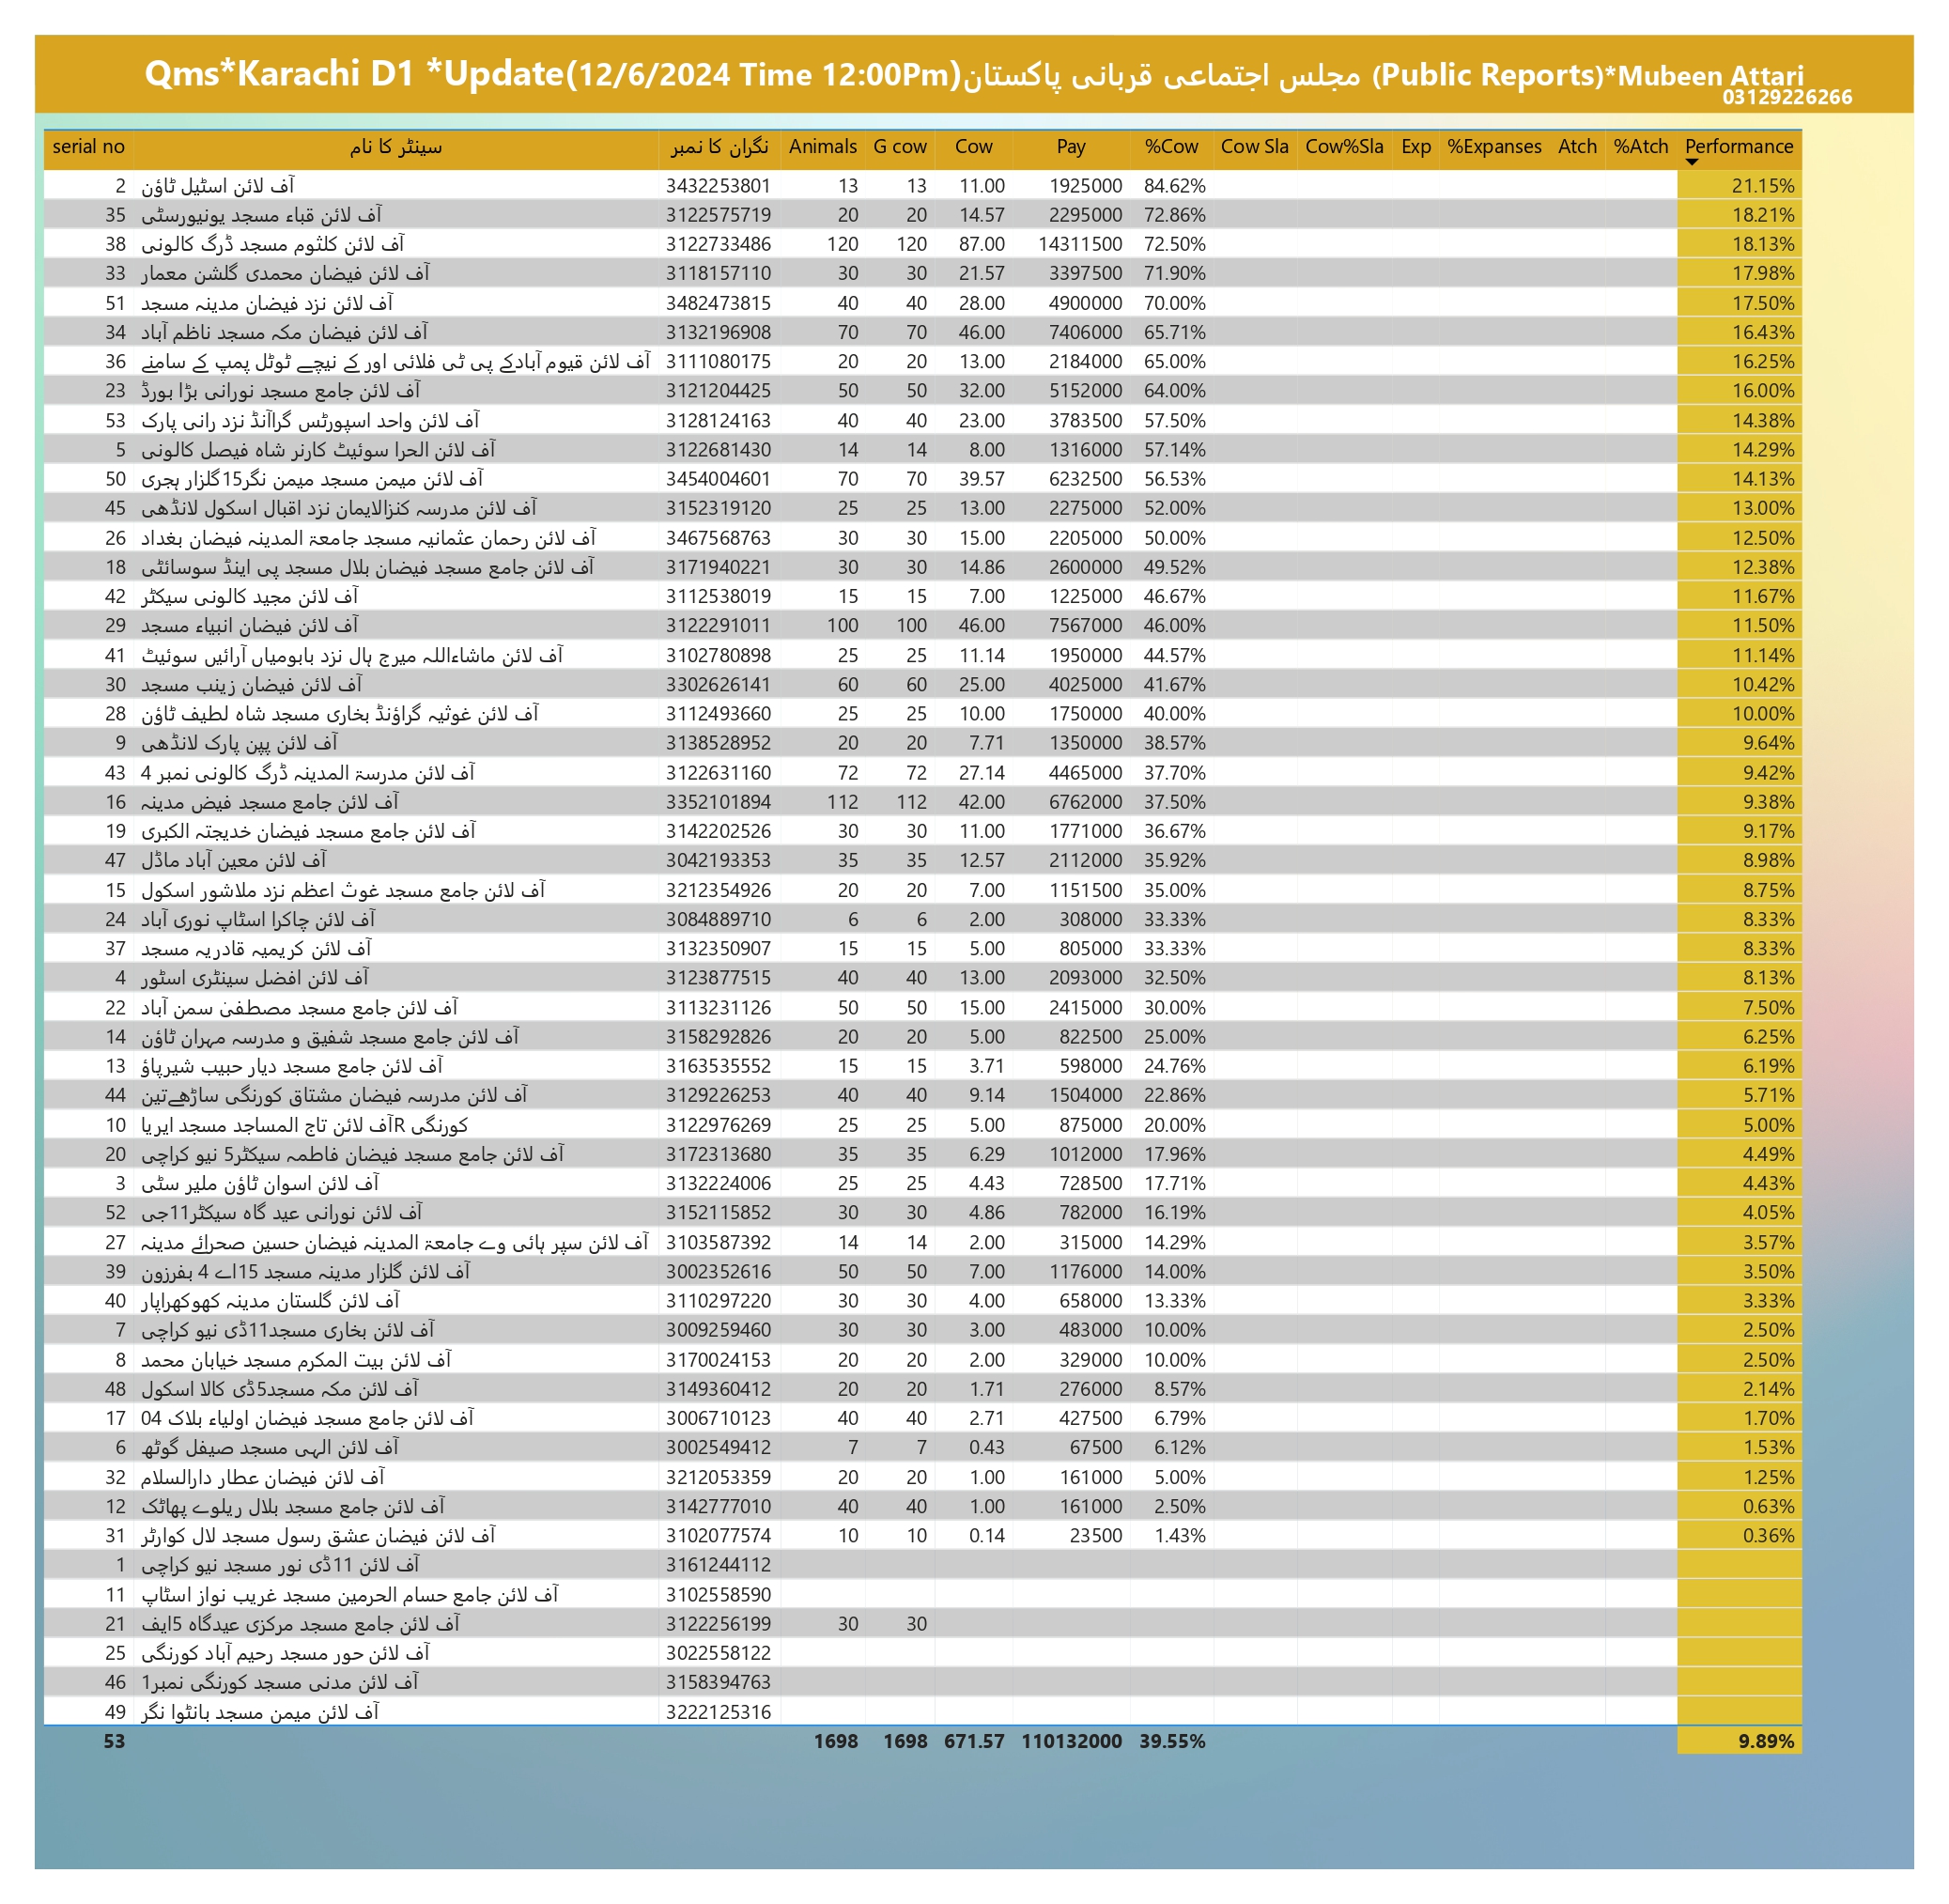 Qms*Karachi D1 *Update(12/6/2024 Time 12:00Pm)مجلس اجتماعی قربانی پاکستان (Public Reports)*Mubeen Attari
03129226266
serial no سینٹر کا نام نگران کا نمبر Animals G cow Cow Pay %Cow Cow Sla Cow%Sla Exp %Expanses Atch %Atch Performance
2 آف لائن اسٹیل ٹاؤن 3432253801 13 13 11.00 1925000 84.62% 21.15%
35 آف لائن قباء مسجد یونیورسٹی 3122575719 20 20 14.57 2295000 72.86% 18.21%
38 آف لائن کلثوم مسجد ڈرگ کالونی 3122733486 120 120 87.00 14311500 72.50% 18.13%
33 آف لائن فیضان محمدی گلشن معمار 3118157110 30 30 21.57 3397500 71.90% 17.98%
51 آف لائن نزد فیضان مدینہ مسجد 3482473815 40 40 28.00 4900000 70.00% 17.50%
34 آف لائن فیضان مکہ مسجد ناظم آباد 3132196908 70 70 46.00 7406000 65.71% 16.43%
36 آف لائن قیوم آبادکے پی ٹی فلائی اور کے نیچے ٹوٹل پمپ کے سامنے 3111080175 20 20 13.00 2184000 65.00% 16.25%
23 آف لائن جامع مسجد نورانی بڑا بورڈ 3121204425 50 50 32.00 5152000 64.00% 16.00%
53 آف لائن واحد اسپورٹس گراآنڈ نزد رانی پارک 3128124163 40 40 23.00 3783500 57.50% 14.38%
5 آف لائن الحرا سوئیٹ کارنر شاہ فیصل کالونی 3122681430 14 14 8.00 1316000 57.14% 14.29%
50 آف لائن میمن مسجد میمن نگر15گلزار ہجری 3454004601 70 70 39.57 6232500 56.53% 14.13%
45 آف لائن مدرسہ کنزالایمان نزد اقبال اسکول لانڈھی 3152319120 25 25 13.00 2275000 52.00% 13.00%
26 آف لائن رحمان عثمانیہ مسجد جامعۃ المدینہ فیضان بغداد 3467568763 30 30 15.00 2205000 50.00% 12.50%
18 آف لائن جامع مسجد فیضان بلال مسجد پی اینڈ سوسائٹی 3171940221 30 30 14.86 2600000 49.52% 12.38%
42 آف لائن مجید کالونی سیکٹر 3112538019 15 15 7.00 1225000 46.67% 11.67%
29 آف لائن فیضان انبیاء مسجد 3122291011 100 100 46.00 7567000 46.00% 11.50%
41 آف لائن ماشاءاللہ میرج ہال نزد بابومیاں آرائیں سوئیٹ 3102780898 25 25 11.14 1950000 44.57% 11.14%
30 آف لائن فیضان زینب مسجد 3302626141 60 60 25.00 4025000 41.67% 10.42%
28 آف لائن غوثیہ گراؤنڈ بخاری مسجد شاہ لطیف ٹاؤن 3112493660 25 25 10.00 1750000 40.00% 10.00%
9 آف لائن پپن پارک لانڈھی 3138528952 20 20 7.71 1350000 38.57% 9.64%
43 آف لائن مدرسۃ المدینہ ڈرگ کالونی نمبر 4 3122631160 72 72 27.14 4465000 37.70% 9.42%
16 آف لائن جامع مسجد فیض مدینہ 3352101894 112 112 42.00 6762000 37.50% 9.38%
19 آف لائن جامع مسجد فیضان خدیجتہ الکبری 3142202526 30 30 11.00 1771000 36.67% 9.17%
47 آف لائن معین آباد ماڈل 3042193353 35 35 12.57 2112000 35.92% 8.98%
15 آف لائن جامع مسجد غوث اعظم نزد ملاشور اسکول 3212354926 20 20 7.00 1151500 35.00% 8.75%
24 آف لائن چاکرا اسٹاپ نوری آباد 3084889710 6 6 2.00 308000 33.33% 8.33%
37 آف لائن کریمیہ قادریہ مسجد 3132350907 15 15 5.00 805000 33.33% 8.33%
4 آف لائن افضل سینٹری اسٹور 3123877515 40 40 13.00 2093000 32.50% 8.13%
22 آف لائن جامع مسجد مصطفیٰ سمن آباد 3113231126 50 50 15.00 2415000 30.00% 7.50%
14 آف لائن جامع مسجد شفیق و مدرسہ مہران ٹاؤن 3158292826 20 20 5.00 822500 25.00% 6.25%
13 آف لائن جامع مسجد دیار حبیب شیرپاؤ 3163535552 15 15 3.71 598000 24.76% 6.19%
44 آف لائن مدرسہ فیضان مشتاق کورنگی ساڑھےتین 3129226253 40 40 9.14 1504000 22.86% 5.71%
10 آف لائن تاج المساجد مسجد ایریاR کورنگی 3122976269 25 25 5.00 875000 20.00% 5.00%
20 آف لائن جامع مسجد فیضان فاطمہ سیکٹر5 نیو کراچی 3172313680 35 35 6.29 1012000 17.96% 4.49%
3 آف لائن اسوان ٹاؤن ملیر سٹی 3132224006 25 25 4.43 728500 17.71% 4.43%
52 آف لائن نورانی عید گاہ سیکٹر11جی 3152115852 30 30 4.86 782000 16.19% 4.05%
27 آف لائن سپر ہائی وے جامعۃ المدینہ فیضان حسین صحرائے مدینہ 3103587392 14 14 2.00 315000 14.29% 3.57%
39 آف لائن گلزار مدینہ مسجد 15اے 4 بفرزون 3002352616 50 50 7.00 1176000 14.00% 3.50%
40 آف لائن گلستان مدینہ کھوکھراپار 3110297220 30 30 4.00 658000 13.33% 3.33%
7 آف لائن بخاری مسجد11ڈی نیو کراچی 3009259460 30 30 3.00 483000 10.00% 2.50%
8 آف لائن بیت المکرم مسجد خیابان محمد 3170024153 20 20 2.00 329000 10.00% 2.50%
48 آف لائن مکہ مسجد5ڈی کالا اسکول 3149360412 20 20 1.71 276000 8.57% 2.14%
17 آف لائن جامع مسجد فیضان اولیاء بلاک 04 3006710123 40 40 2.71 427500 6.79% 1.70%
6 آف لائن الہی مسجد صیفل گوٹھ 3002549412 7 7 0.43 67500 6.12% 1.53%
32 آف لائن فیضان عطار دارالسلام 3212053359 20 20 1.00 161000 5.00% 1.25%
12 آف لائن جامع مسجد بلال ریلوے پھاٹک 3142777010 40 40 1.00 161000 2.50% 0.63%
31 آف لائن فیضان عشق رسول مسجد لال کوارٹر 3102077574 10 10 0.14 23500 1.43% 0.36%
1 آف لائن 11ڈی نور مسجد نیو کراچی 3161244112
11 آف لائن جامع حسام الحرمین مسجد غریب نواز اسٹاپ 3102558590
21 آف لائن جامع مسجد مرکزی عیدگاہ 5ایف 3122256199 30 30
25 آف لائن حور مسجد رحیم آباد کورنگی 3022558122
46 آف لائن مدنی مسجد کورنگی نمبر1 3158394763
49 آف لائن میمن مسجد بانٹوا نگر 3222125316
53 1698 1698 671.57 110132000 39.55% 9.89%